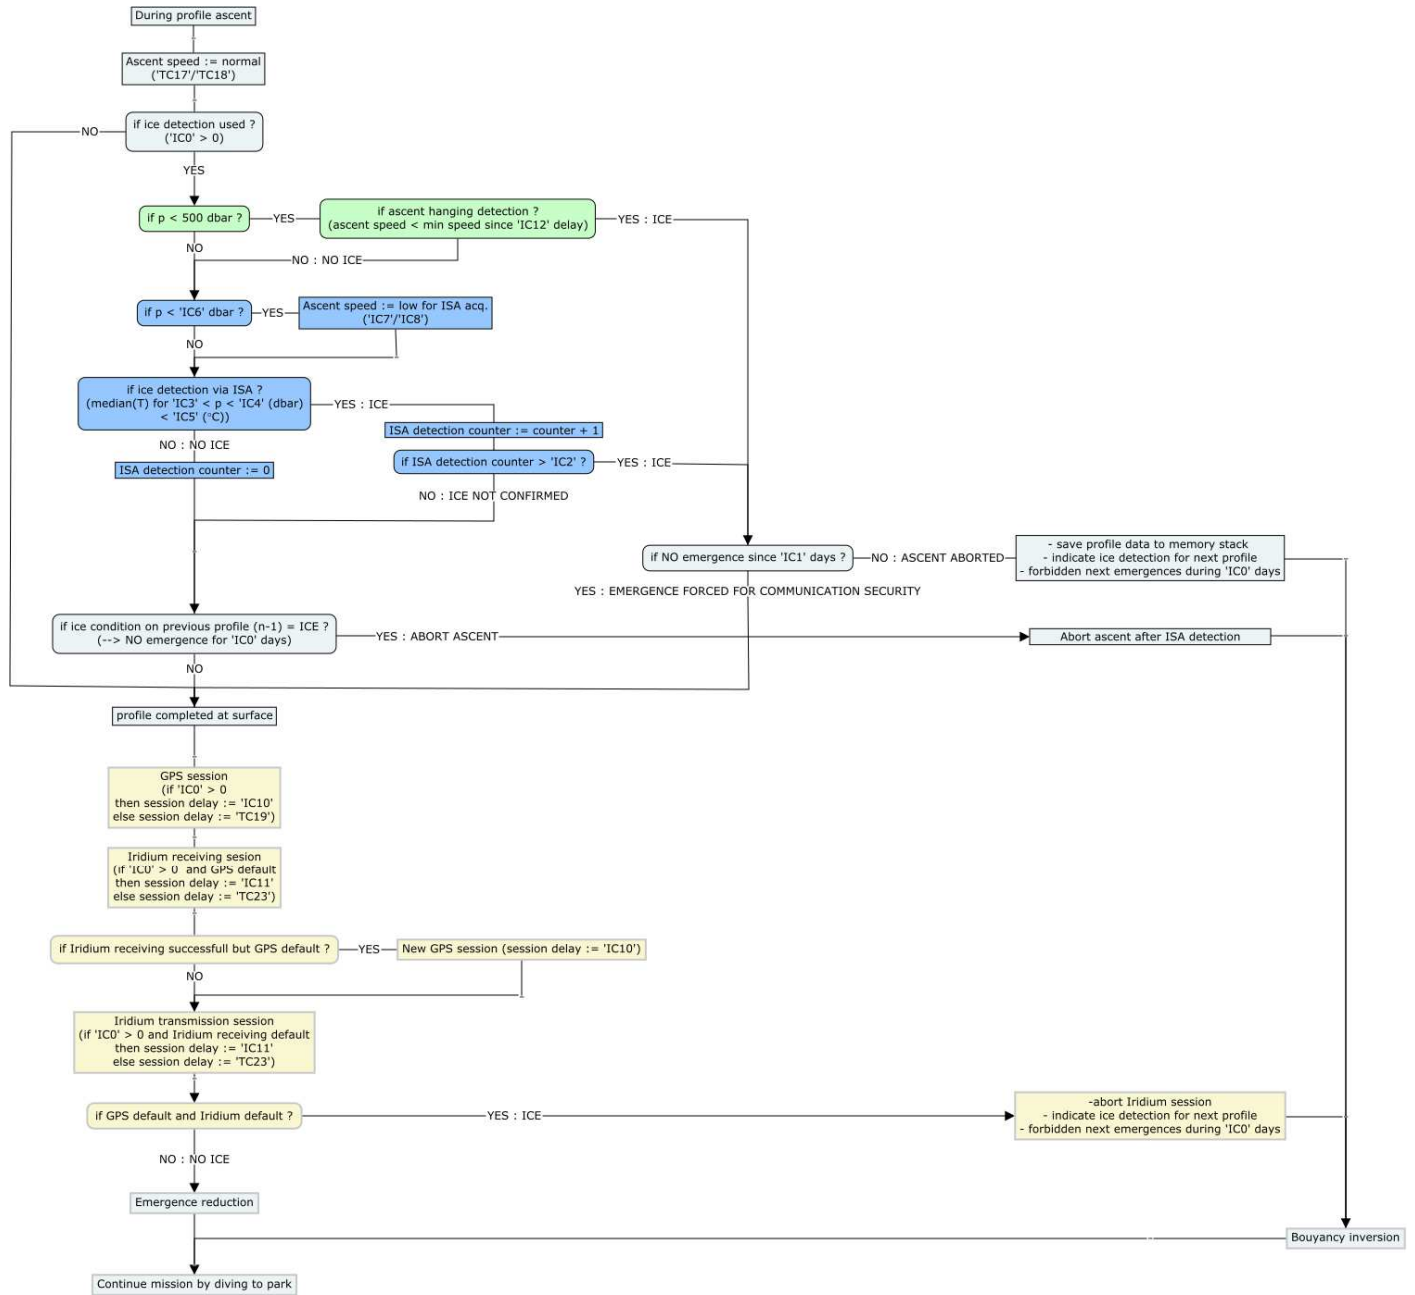 During profile ascent
Ascent speed := normal
('TC17'/'TC18')
if ice detection used ?
('IC0' > 0)
NO
YES
if p < 500 dbar ?
YES
if ascent hanging detection ?
(ascent speed < min speed since 'IC12' delay)
YES : ICE
NO
NO : NO ICE
if p < 'IC6' dbar ?
YES
Ascent speed := low for ISA acq.
('IC7'/'IC8')
NO
if ice detection via ISA ?
(median(T) for 'IC3' < p < 'IC4' (dbar)
< 'IC5' (°C))
YES : ICE
ISA detection counter := counter + 1
NO : NO ICE
ISA detection counter := 0
if ISA detection counter > 'IC2' ?
YES : ICE
NO : ICE NOT CONFIRMED
if NO emergence since 'IC1' days ?
NO : ASCENT ABORTED
- save profile data to memory stack
- indicate ice detection for next profile
- forbidden next emergences during 'IC0' days
YES : EMERGENCE FORCED FOR COMMUNICATION SECURITY
if ice condition on previous profile (n-1) = ICE ?
(--> NO emergence for 'IC0' days)
YES : ABORT ASCENT
Abort ascent after ISA detection
NO
profile completed at surface
GPS session
(if 'IC0' > 0
then session delay := 'IC10'
else session delay := 'TC19')
Iridium receiving sesion
(if 'IC0' > 0 and GPS default
then session delay := 'IC11'
else session delay := 'TC23')
if Iridium receiving successfull but GPS default ?
YES
New GPS session (session delay := 'IC10')
NO
Iridium transmission session
(if 'IC0' > 0 and Iridium receiving default
then session delay := 'IC11'
else session delay := 'TC23')
if GPS default and Iridium default ?
YES : ICE
-abort Iridium session
- indicate ice detection for next profile
- forbidden next emergences during 'IC0' days
NO : NO ICE
Emergence reduction
Bouyancy inversion
Continue mission by diving to park